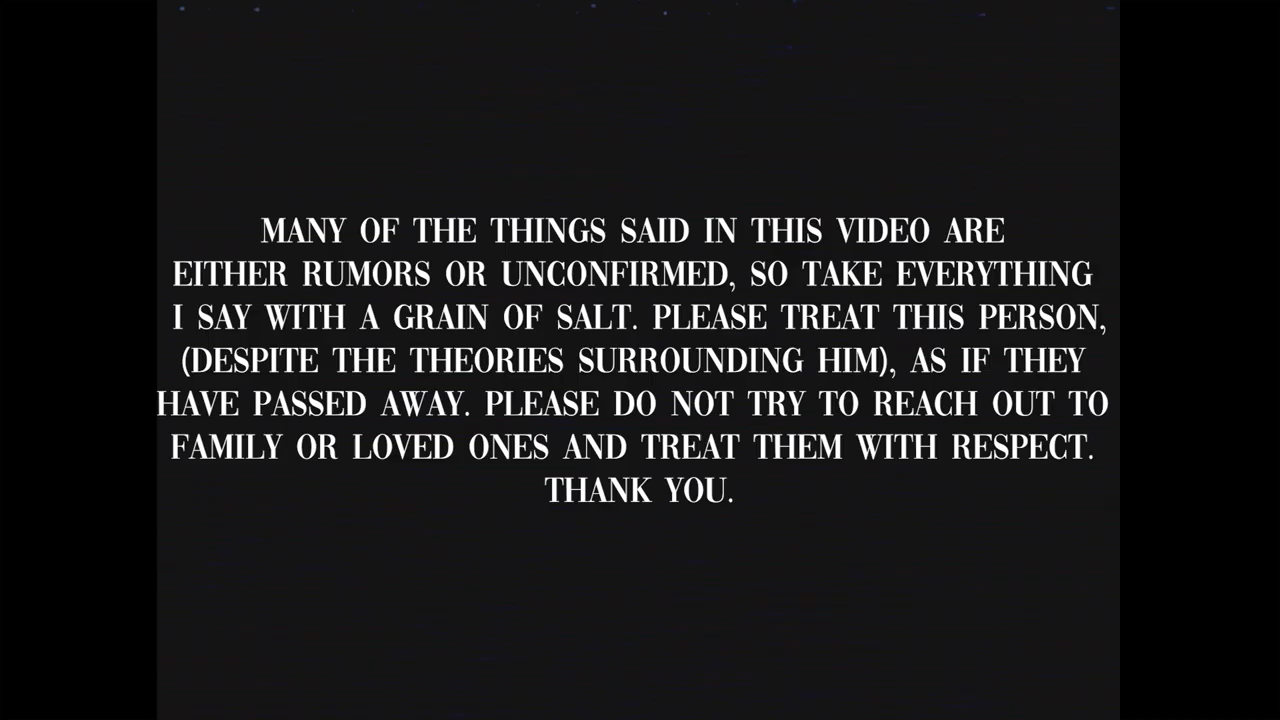 MANY OF THE THINGS SAID IN THIS VIDEO ARE
EITHER RUMORS OR UNCONFIRMED, SO TAKE EVERYTHING
I SAY WITH A GRAIN OF SALT. PLEASE TREAT THIS PERSON,
(DESPITE THE THEORIES SURROUNDING HIM), AS IF THEY
HAVE PASSED AWAY. PLEASE DO NOT TRY TO REACH OUT TO
FAMILY OR LOVED ONES AND TREAT THEM WITH RESPECT.
THANK YOU.